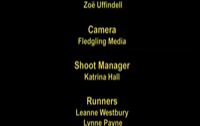 Zoë Uffindell
Camera
Fledgling Media
Shoot Manager
Katrina Hall
Runners
Leanne Westbury
Lynne Payne